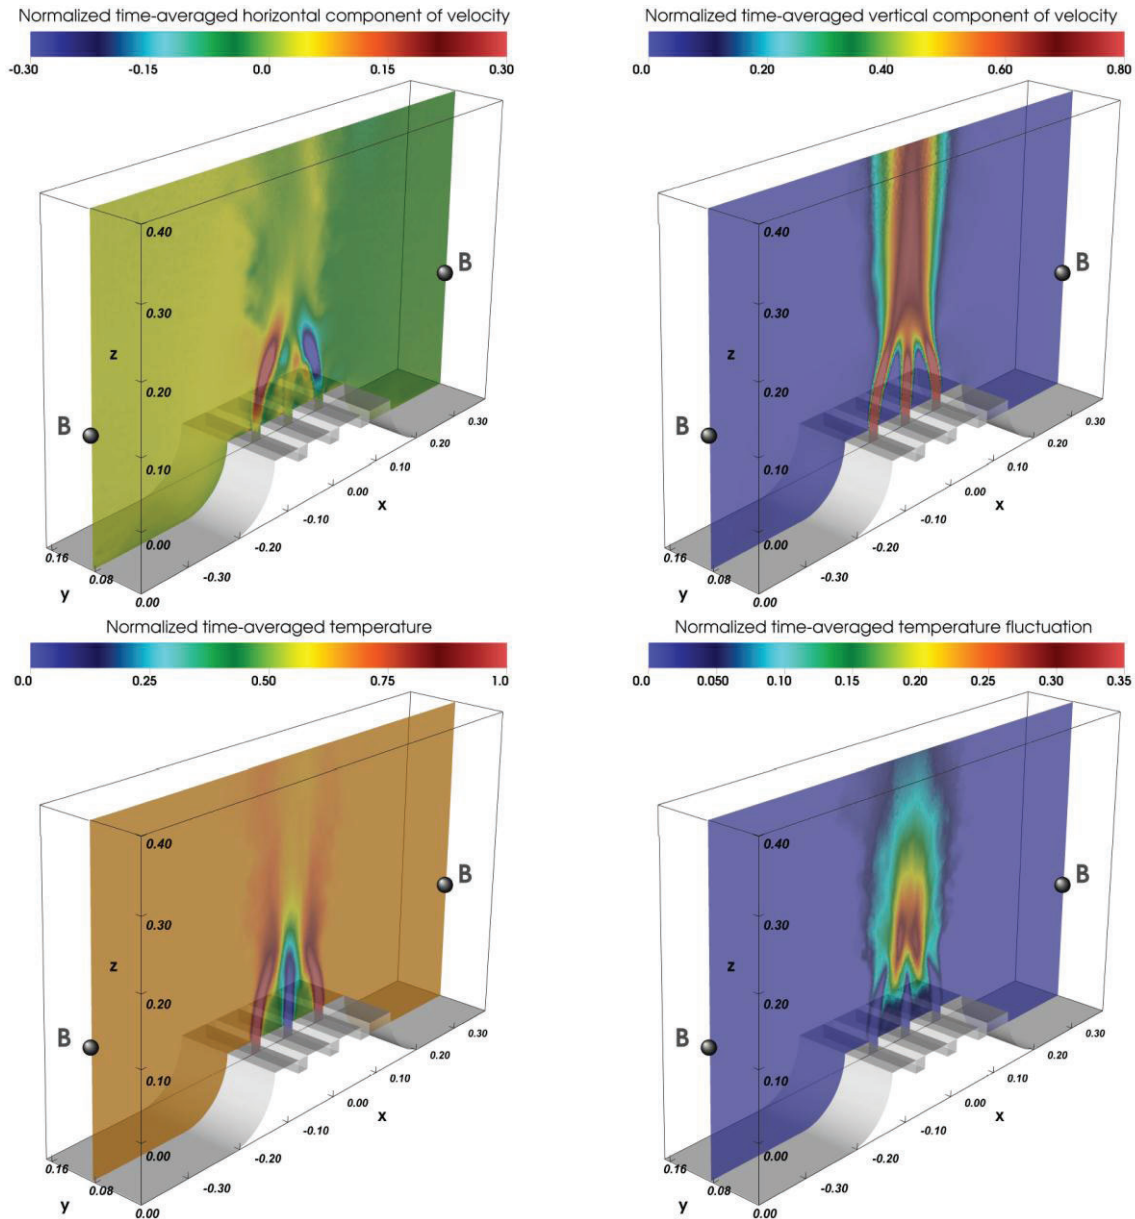 Normalized time-averaged horizontal component of velocity
-0.30 -0.15 0.0 0.15 0.30
0.40
B
0.30
z
0.20
B
0.30
0.20
0.10
0.10
0.00
x
-0.10
0.00
-0.20
0.16
-0.30
0.08
y
0.00
Normalized time-averaged vertical component of velocity
0.0 0.20 0.40 0.60 0.80
0.40
B
0.30
z
0.20
B
0.30
0.20
0.10
0.10
0.00
x
-0.10
0.00
-0.20
0.16
-0.30
0.08
y
0.00
Normalized time-averaged temperature
0.0 0.25 0.50 0.75 1.0
0.40
B
0.30
z
0.20
B
0.30
0.20
0.10
0.10
0.00
x
-0.10
0.00
-0.20
0.16
-0.30
0.08
y
0.00
Normalized time-averaged temperature fluctuation
0.0 0.050 0.10 0.15 0.20 0.25 0.30 0.35
0.40
B
0.30
z
0.20
B
0.30
0.20
0.10
0.10
0.00
x
-0.10
0.00
-0.20
0.16
-0.30
0.08
y
0.00